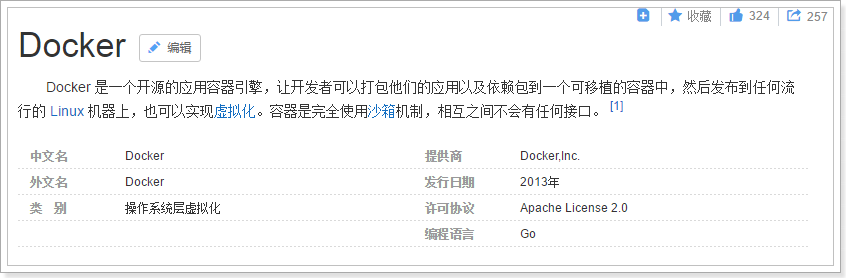 收藏 324 257
Docker 编辑
Docker 是一个开源的应用容器引擎，让开发者可以打包他们的应用以及依赖包到一个可移植的容器中，然后发布到任何流
行的 Linux 机器上，也可以实现虚拟化。容器是完全使用沙箱机制，相互之间不会有任何接口。 [1]
中文名 Docker 提供商 Docker,Inc.
外文名 Docker 发行日期 2013年
类 别 操作系统层虚拟化 许可协议 Apache License 2.0
编程语言 Go